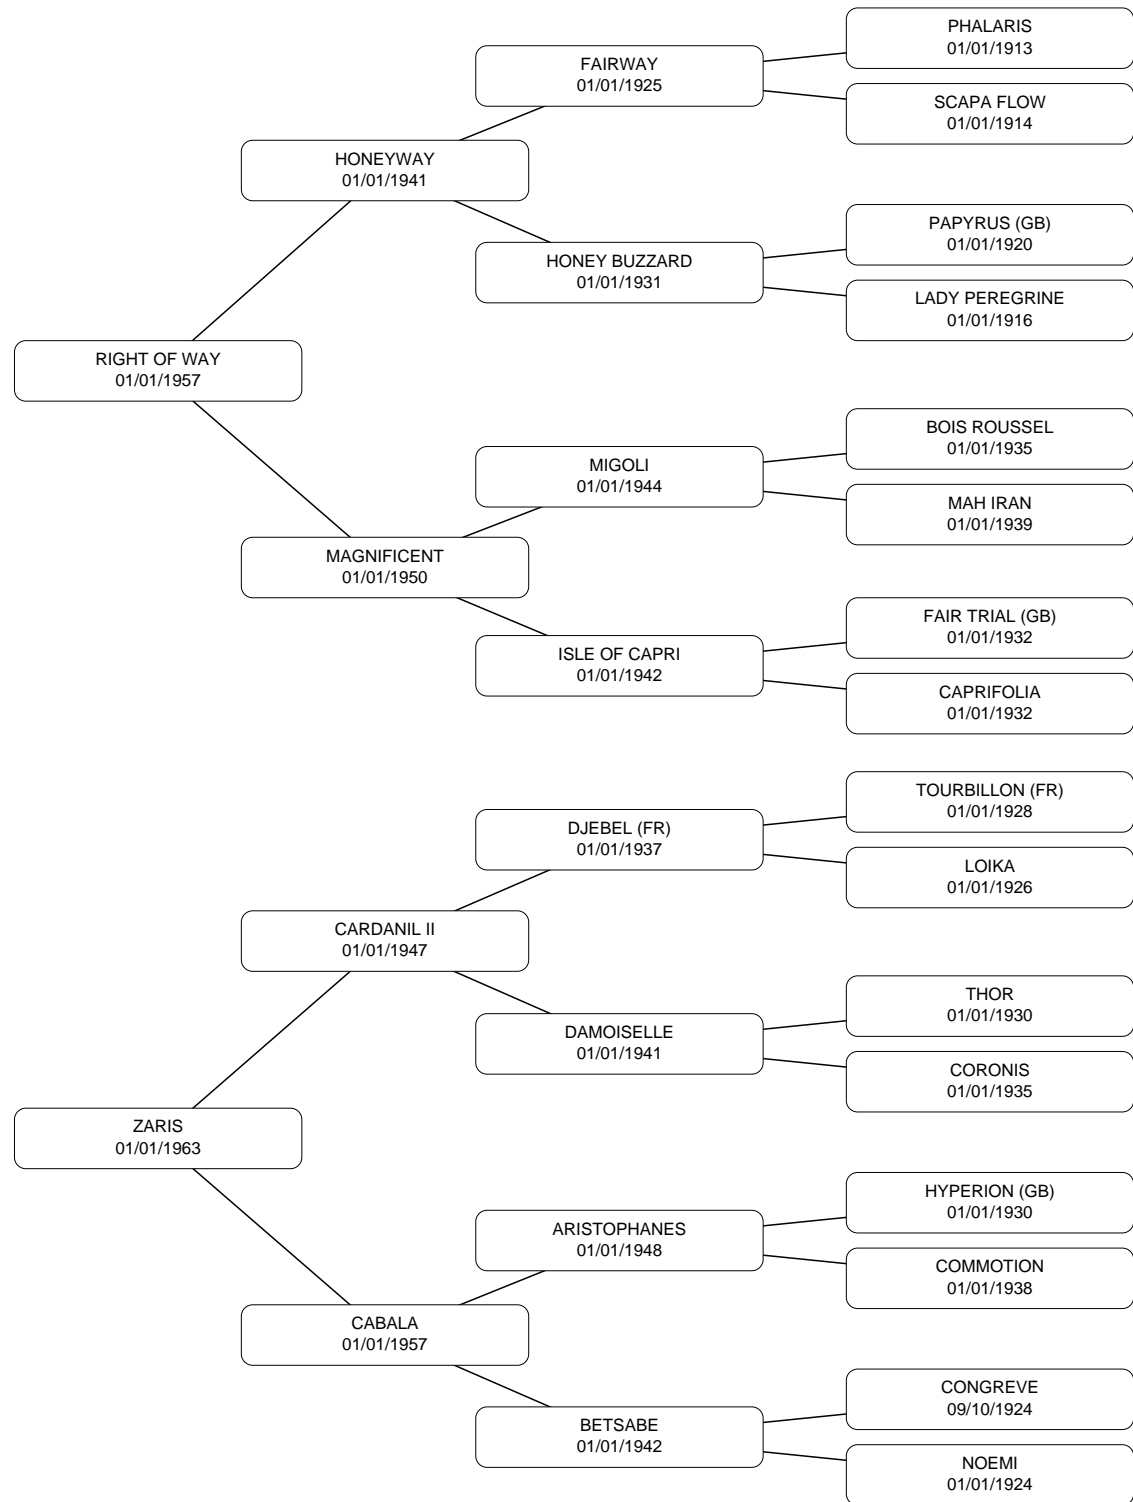 PHALARIS
01/01/1913
FAIRWAY
01/01/1925
SCAPA FLOW
01/01/1914
HONEYWAY
01/01/1941
PAPYRUS (GB)
01/01/1920
HONEY BUZZARD
01/01/1931
LADY PEREGRINE
01/01/1916
RIGHT OF WAY
01/01/1957
BOIS ROUSSEL
01/01/1935
MIGOLI
01/01/1944
MAH IRAN
01/01/1939
MAGNIFICENT
01/01/1950
FAIR TRIAL (GB)
01/01/1932
ISLE OF CAPRI
01/01/1942
CAPRIFOLIA
01/01/1932
TOURBILLON (FR)
01/01/1928
DJEBEL (FR)
01/01/1937
LOIKA
01/01/1926
CARDANIL II
01/01/1947
THOR
01/01/1930
DAMOISELLE
01/01/1941
CORONIS
01/01/1935
ZARIS
01/01/1963
HYPERION (GB)
01/01/1930
ARISTOPHANES
01/01/1948
COMMOTION
01/01/1938
CABALA
01/01/1957
CONGREVE
09/10/1924
BETSABE
01/01/1942
NOEMI
01/01/1924